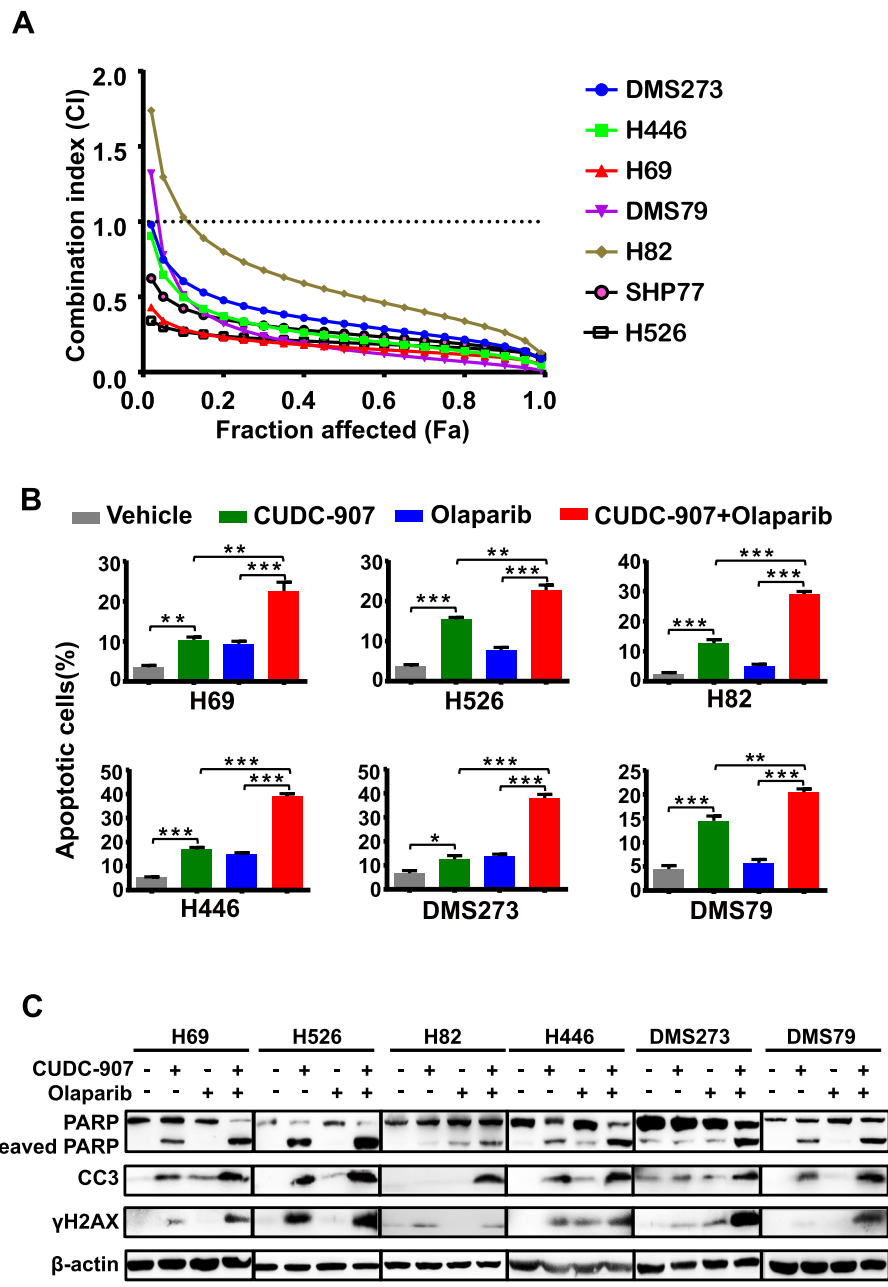 A
Combination index (CI)
2.0
1.5
1.0
0.5
0.0
0.0 0.2 0.4 0.6 0.8 1.0
Fraction affected (Fa)
DMS273
H446
H69
DMS79
H82
SHP77
H526
B
Vehicle CUDC-907 Olaparib CUDC-907+Olaparib
Apoptotic cells(%)
30
20
10
0
** *** **
H69
30
20
10
0
** *** ***
H526
40
30
20
10
0
*** *** ***
H82
50
40
30
20
10
0
*** *** ***
H446
50
40
30
20
10
0
*** *** *
DMS273
25
20
15
10
5
0
** *** ***
DMS79
C
H69 H526 H82 H446 DMS273 DMS79
CUDC-907 - + - + - + - + - + - + - + - + - + - + - + - +
Olaparib - - + + - - + + - - + + - - + + - - + + - - + +
PARP
eaved PARP
CC3
γH2AX
β-actin